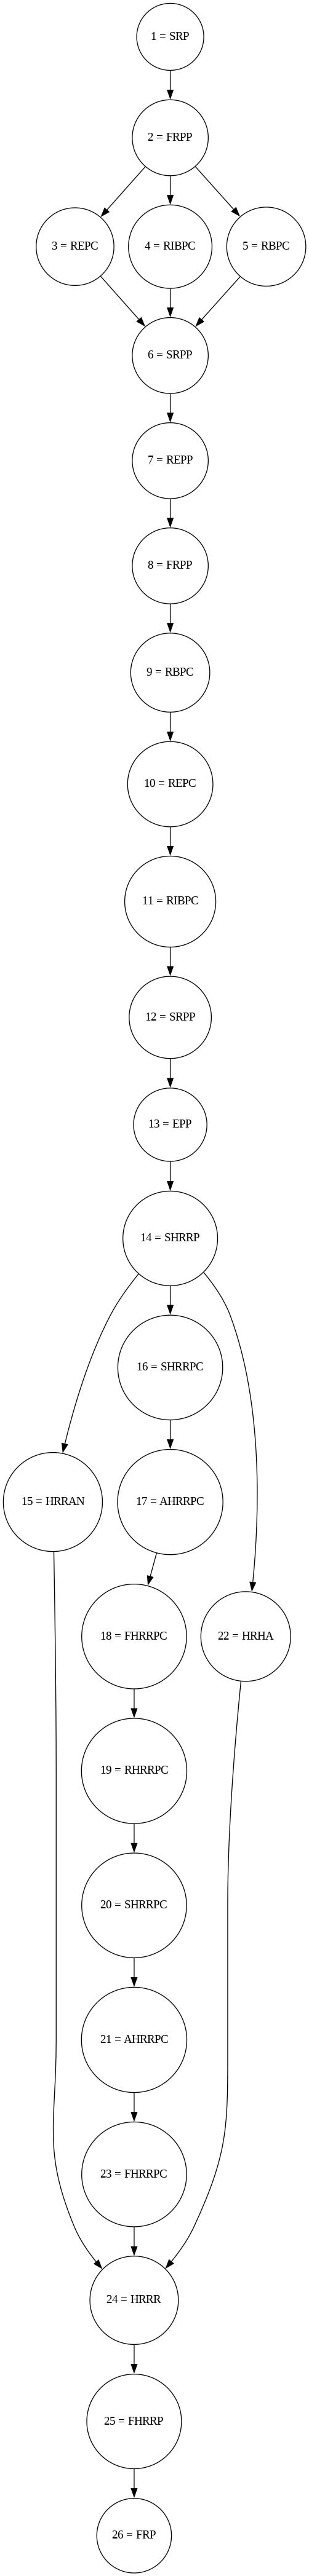 1 = SRP
2 = FRPP
3 = REPC
4 = RIBPC
5 = RBPC
6 = SRPP
7 = REPP
8 = FRPP
9 = RBPC
10 = REPC
11 = RIBPC
12 = SRPP
13 = EPP
14 = SHRRP
16 = SHRRPC
15 = HRRAN
17 = AHRRPC
18 = FHRRPC
22 = HRHA
19 = RHRRPC
20 = SHRRPC
21 = AHRRPC
23 = FHRRPC
24 = HRRR
25 = FHRRP
26 = FRP